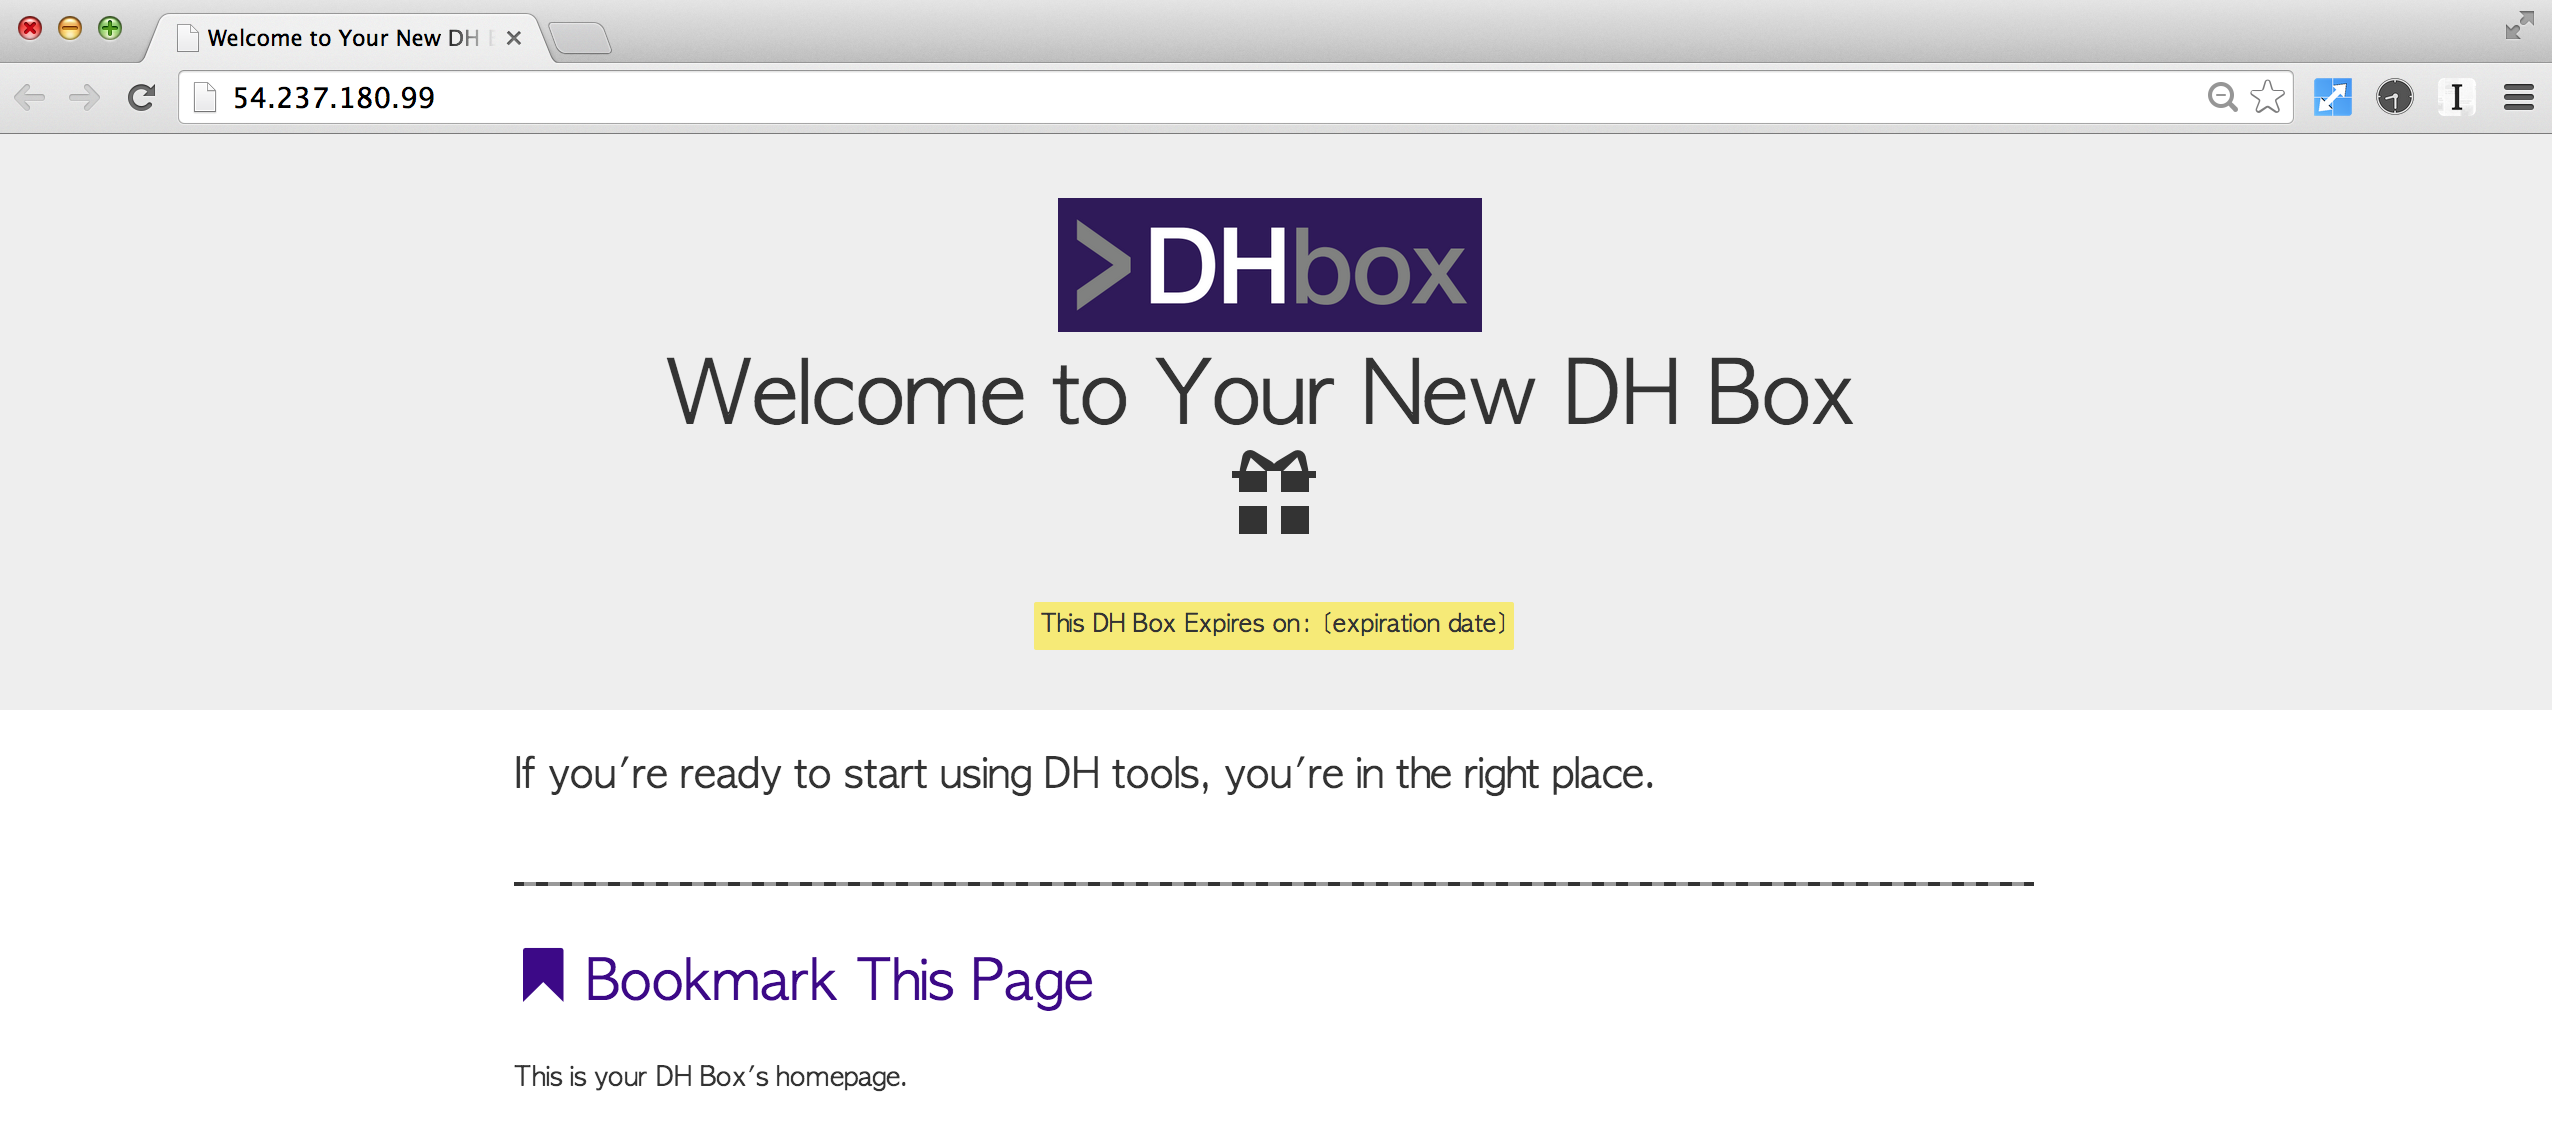 Welcome to Your New DH
54.237.180.99
>DHbox
Welcome to Your New DH Box
This DH Box Expires on: [expiration date]
If you're ready to start using DH tools, you're in the right place.
Bookmark This Page
This is your DH Box's homepage.